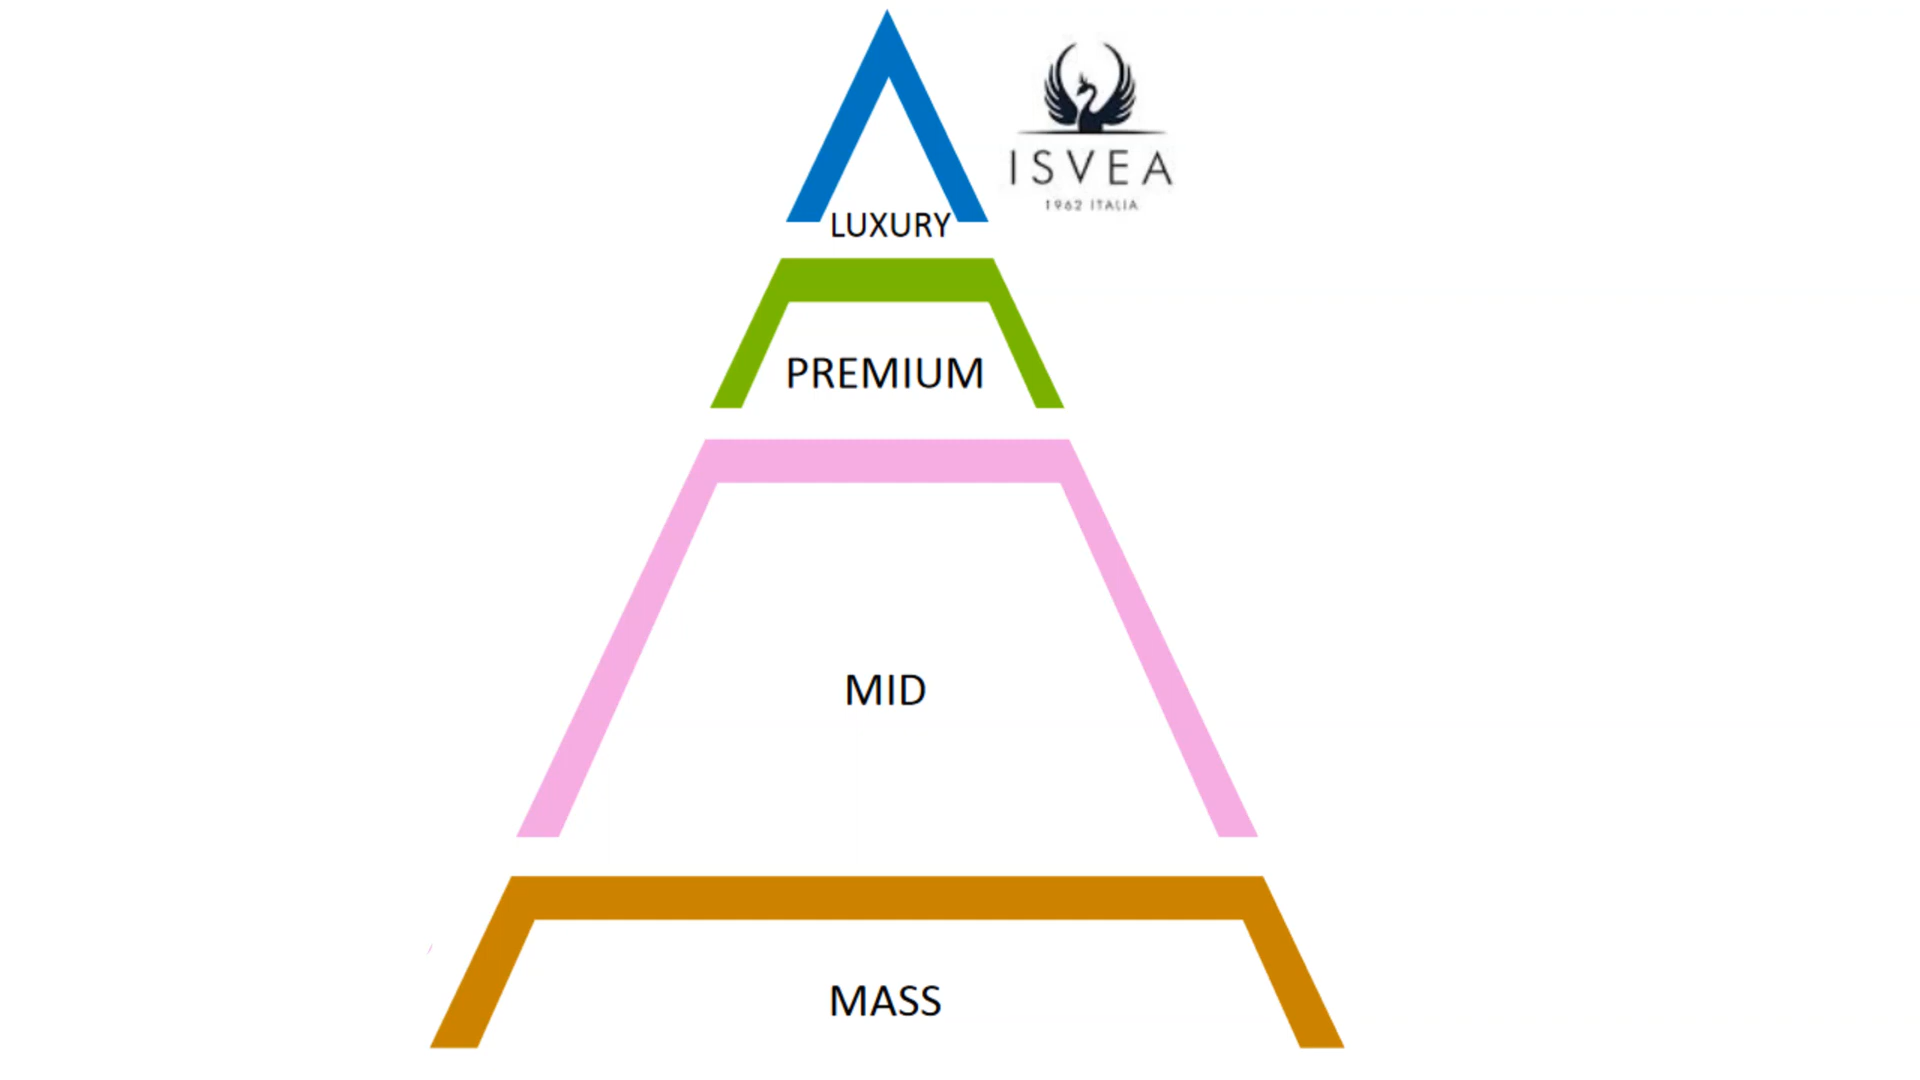 ISVEA
1962 ITALIA
LUXURY
PREMIUM
MID
MASS